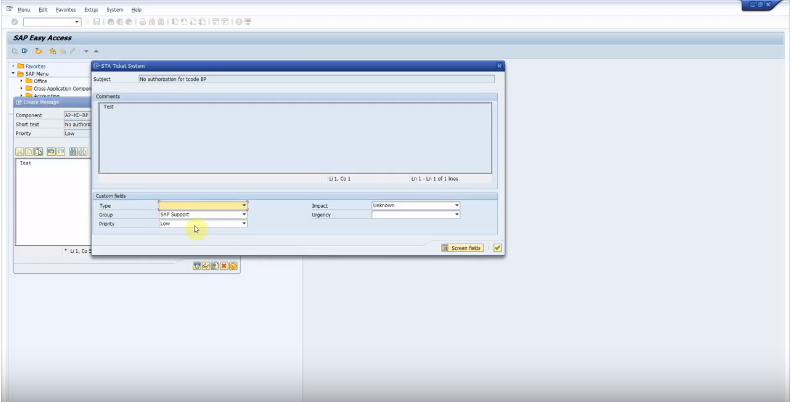 Menu Edit Favorites Extras System Help
SAP Easy Access
Favorites
SAP Menu
Office
Cross-Application Compon
Accounting
Create Message
Component AP-MD-BP
Short text No authoriz
Priority Low
Test
* Li 1, Co 5
STA Ticket System
Subject No authorization for tcode BP
Comments
Test
Li 1, Co 1 Ln 1 - Ln 1 of 1 lines
Custom fields
Type Impact Unknown
Group SAP Support Urgency
Priority Low
Screen fields